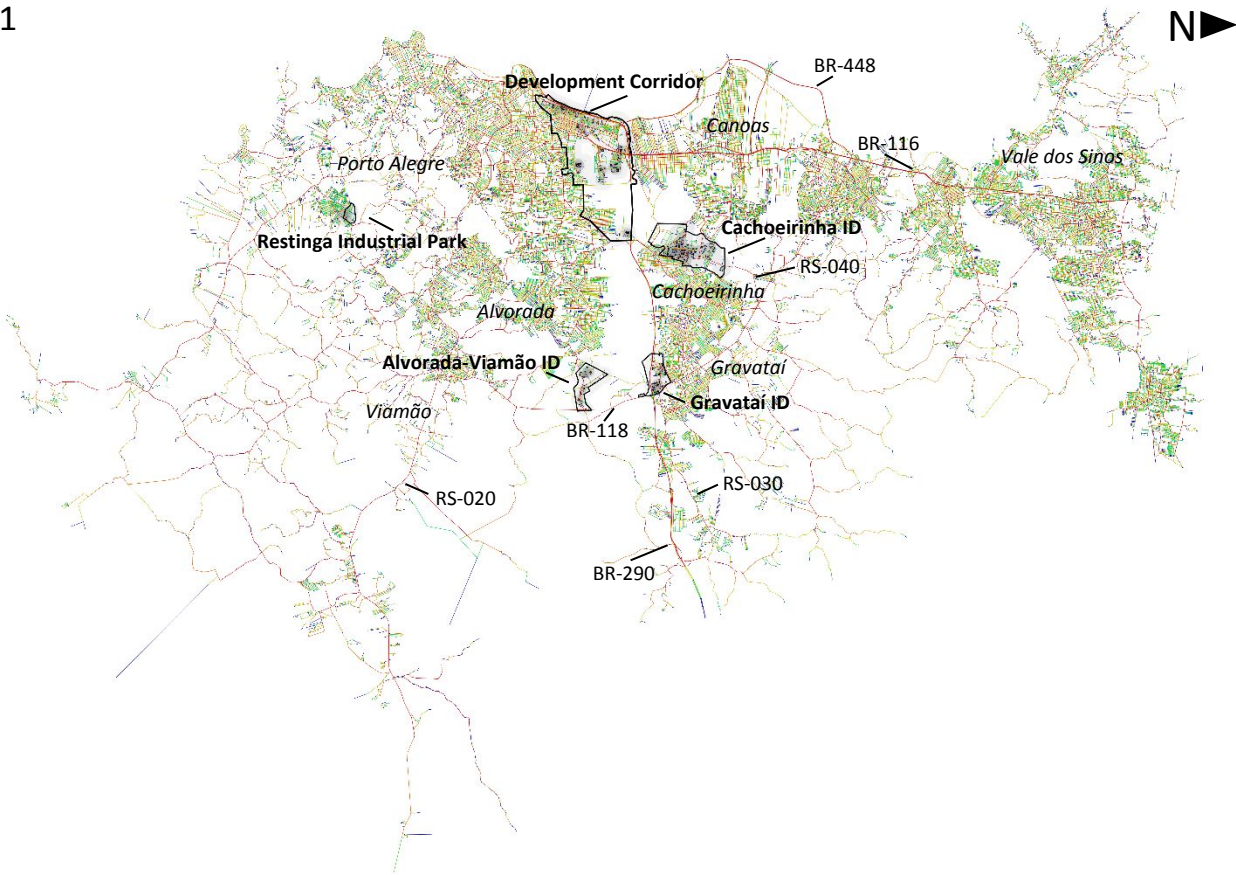 1
N
BR-448
Development Corridor
Canoas
BR-116
Vale dos Sinos
Porto Alegre
Restinga Industrial Park
Cachoeirinha ID
RS-040
Cachoeirinha
Alvorada
Alvorada-Viamão ID
Gravataí
Viamão
Gravataí ID
BR-118
RS-030
RS-020
BR-290